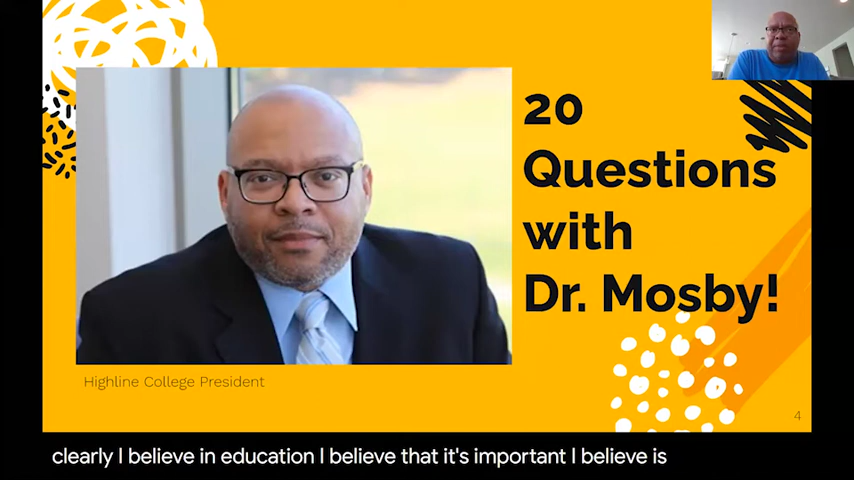 20
Questions
with
Dr. Mosby!
Highline College President
4
clearly I believe in education I believe that it's important I believe is